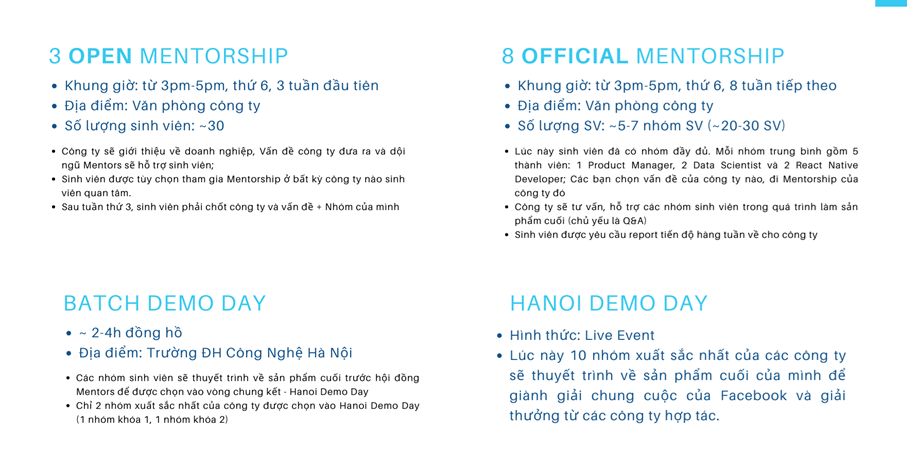 3 OPEN MENTORSHIP
• Khung giờ: từ 3pm-5pm, thứ 6, 3 tuần đầu tiên
• Địa điểm: Văn phòng công ty
• Số lượng sinh viên: ~30
• Công ty sẽ giới thiệu về doanh nghiệp, Vấn đề công ty đưa ra và dội
ngũ Mentors sẽ hỗ trợ sinh viên;
• Sinh viên được tùy chọn tham gia Mentorship ở bất kỳ công ty nào sinh
viên quan tâm.
• Sau tuần thứ 3, sinh viên phải chốt công ty và vấn đề + Nhóm của mình
8 OFFICIAL MENTORSHIP
• Khung giờ: từ 3pm-5pm, thứ 6, 8 tuần tiếp theo
• Địa điểm: Văn phòng công ty
• Số lượng SV: ~5-7 nhóm SV (~20-30 SV)
• Lúc này sinh viên đã có nhóm đầy đủ. Mỗi nhóm trung bình gồm 5
thành viên: 1 Product Manager, 2 Data Scientist và 2 React Native
Developer; Các bạn chọn vấn đề của công ty nào, đi Mentorship của
công ty đó
• Công ty sẽ tư vấn, hỗ trợ các nhóm sinh viên trong quá trình làm sản
phẩm cuối (chủ yếu là Q&A)
• Sinh viên được yêu cầu report tiến độ hàng tuần về cho công ty
BATCH DEMO DAY
• ~ 2-4h đồng hồ
• Địa điểm: Trường ĐH Công Nghệ Hà Nội
• Các nhóm sinh viên sẽ thuyết trình về sản phẩm cuối trước hội đồng
Mentors để được chọn vào vòng chung kết - Hanoi Demo Day
• Chỉ 2 nhóm xuất sắc nhất của công ty được chọn vào Hanoi Demo Day
(1 nhóm khóa 1, 1 nhóm khóa 2)
HANOI DEMO DAY
• Hình thức: Live Event
• Lúc này 10 nhóm xuất sắc nhất của các công ty
sẽ thuyết trình về sản phẩm cuối của mình để
giành giải chung cuộc của Facebook và giải
thưởng từ các công ty hợp tác.